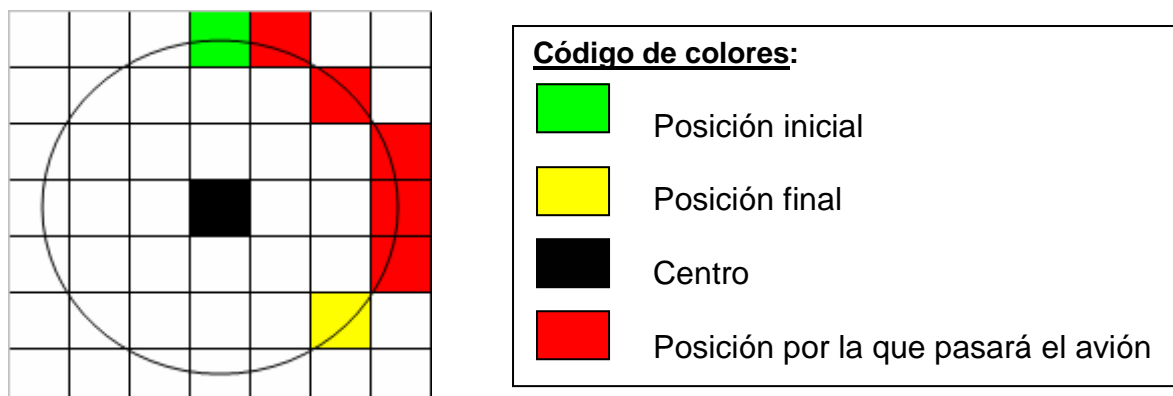 Código de colores:
Posición inicial
Posición final
Centro
Posición por la que pasará el avión